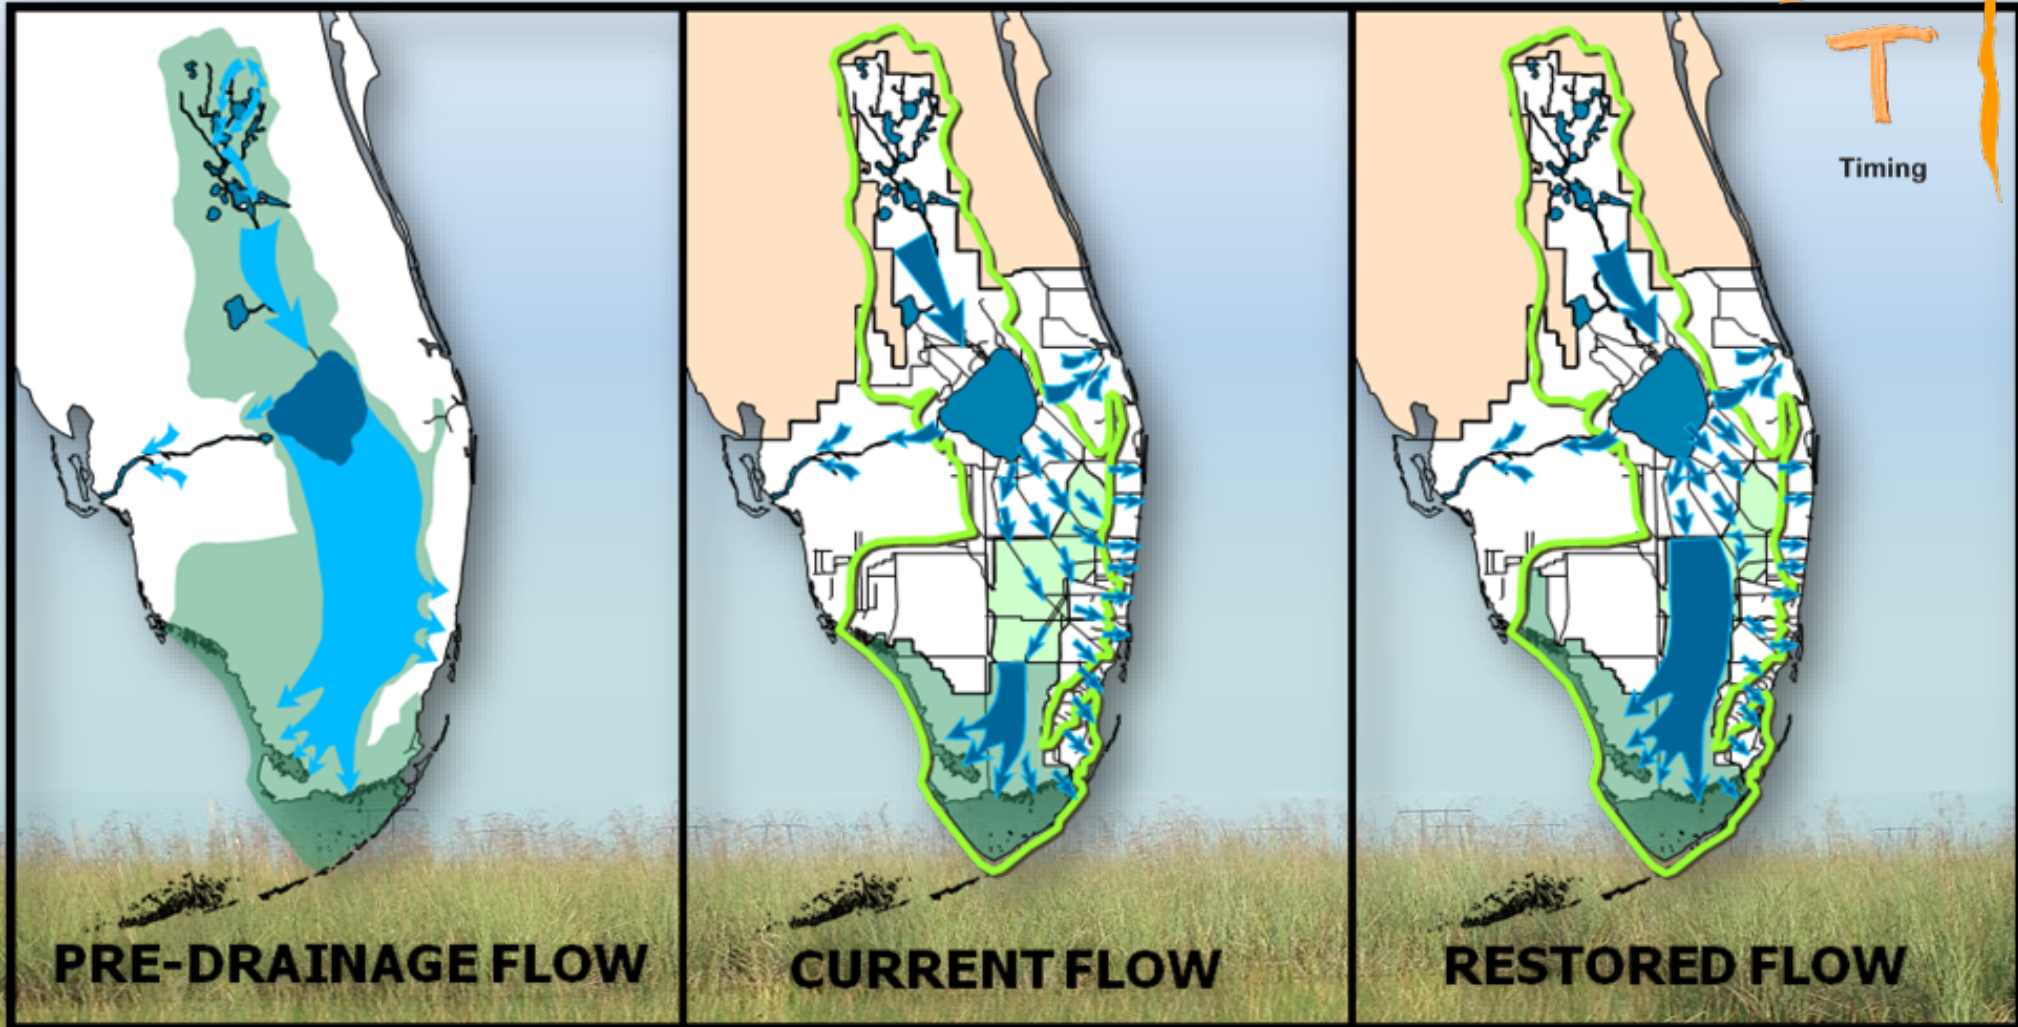 T
Timing
PRE-DRAINAGE FLOW
CURRENT FLOW
RESTORED FLOW